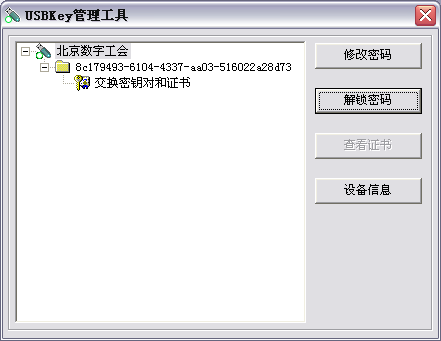 USBKey管理工具
北京数字工会
8c179493-6104-4337-aa03-516022a28d73
交换密钥对和证书
修改密码
解锁密码
查看证书
设备信息